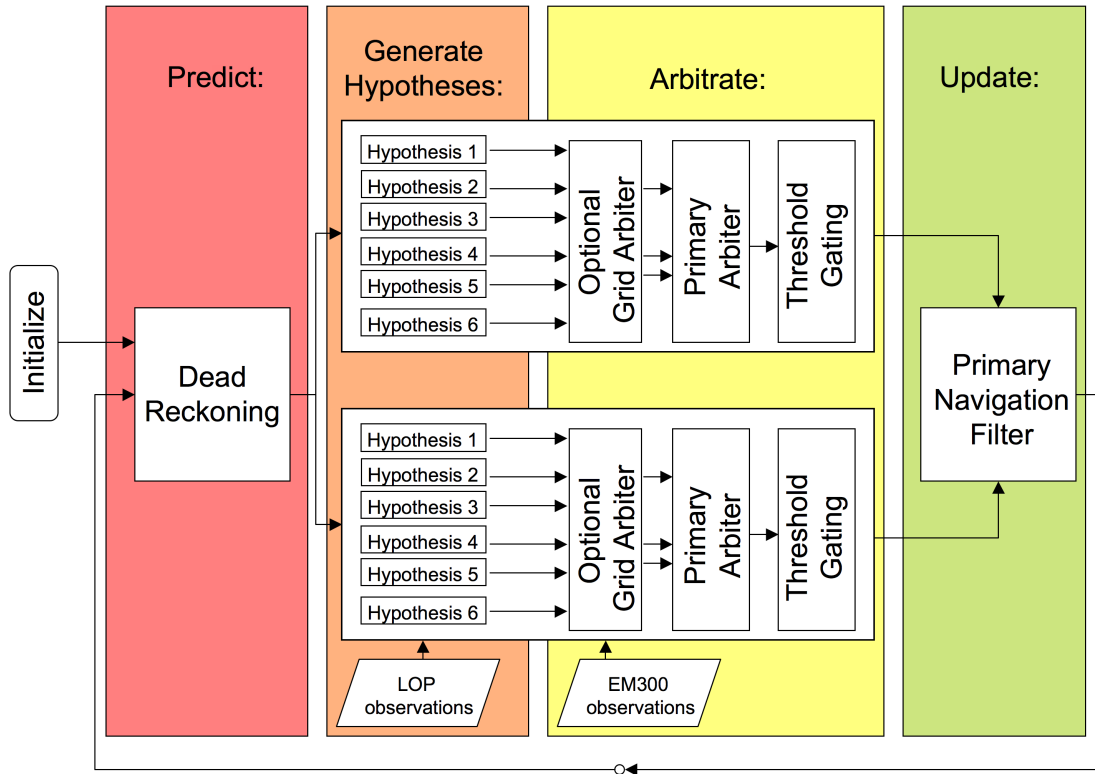 Predict:
Generate
Hypotheses:
Arbitrate:
Update:
Initialize
Dead
Reckoning
Hypothesis 1
Hypothesis 2
Hypothesis 3
Hypothesis 4
Hypothesis 5
Hypothesis 6
Optional
Grid Arbiter
Primary
Arbiter
Threshold
Gating
Hypothesis 1
Hypothesis 2
Hypothesis 3
Hypothesis 4
Hypothesis 5
Hypothesis 6
Optional
Grid Arbiter
Primary
Arbiter
Threshold
Gating
LOP
observations
EM300
observations
Primary
Navigation
Filter